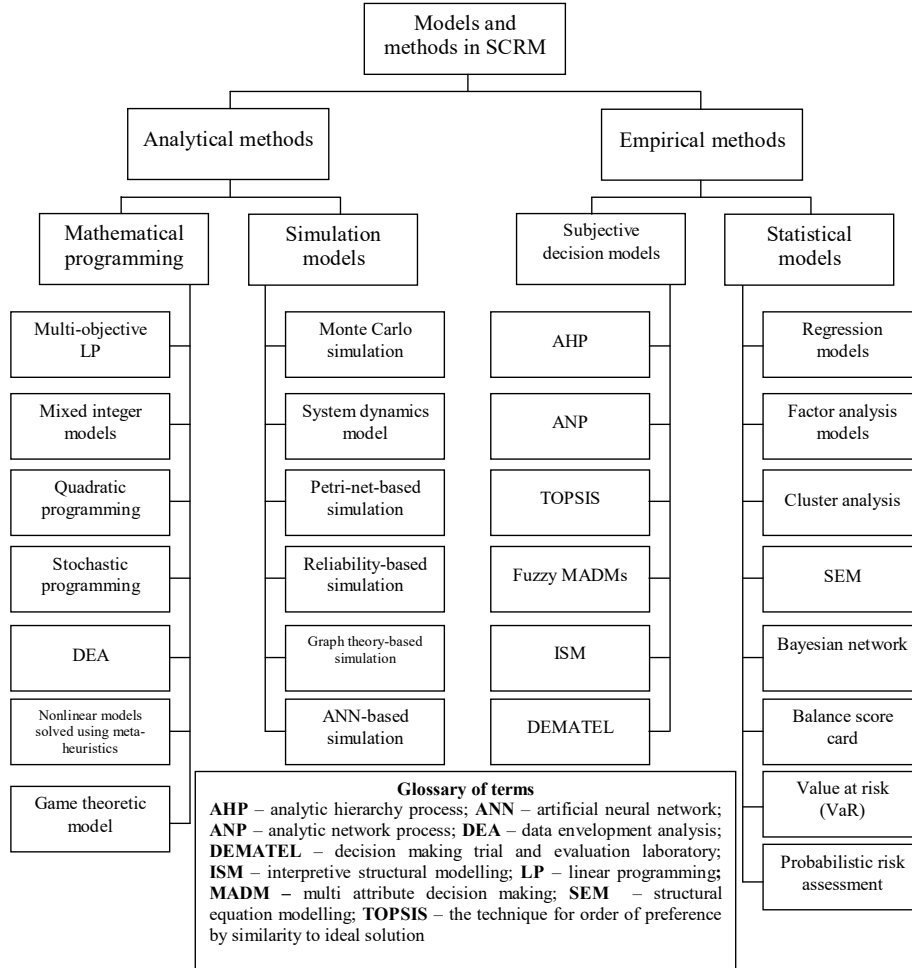 Models and
methods in SCRM
Analytical methods
Empirical methods
Mathematical
programming
Simulation
models
Subjective
decision models
Statistical
models
Multi-objective
LP
Mixed integer
models
Quadratic
programming
Stochastic
programming
DEA
Nonlinear models
solved using meta-
heuristics
Game theoretic
model
Monte Carlo
simulation
System dynamics
model
Petri-net-based
simulation
Reliability-based
simulation
Graph theory-based
simulation
ANN-based
simulation
AHP
ANP
TOPSIS
Fuzzy MADMs
ISM
DEMATEL
Regression
models
Factor analysis
models
Cluster analysis
SEM
Bayesian network
Balance score
card
Value at risk
(VaR)
Probabilistic risk
assessment
Glossary of terms
AHP – analytic hierarchy process; ANN – artificial neural network;
ANP – analytic network process; DEA – data envelopment analysis;
DEMATEL – decision making trial and evaluation laboratory;
ISM – interpretive structural modelling; LP – linear programming;
MADM – multi attribute decision making; SEM – structural
equation modelling; TOPSIS – the technique for order of preference
by similarity to ideal solution